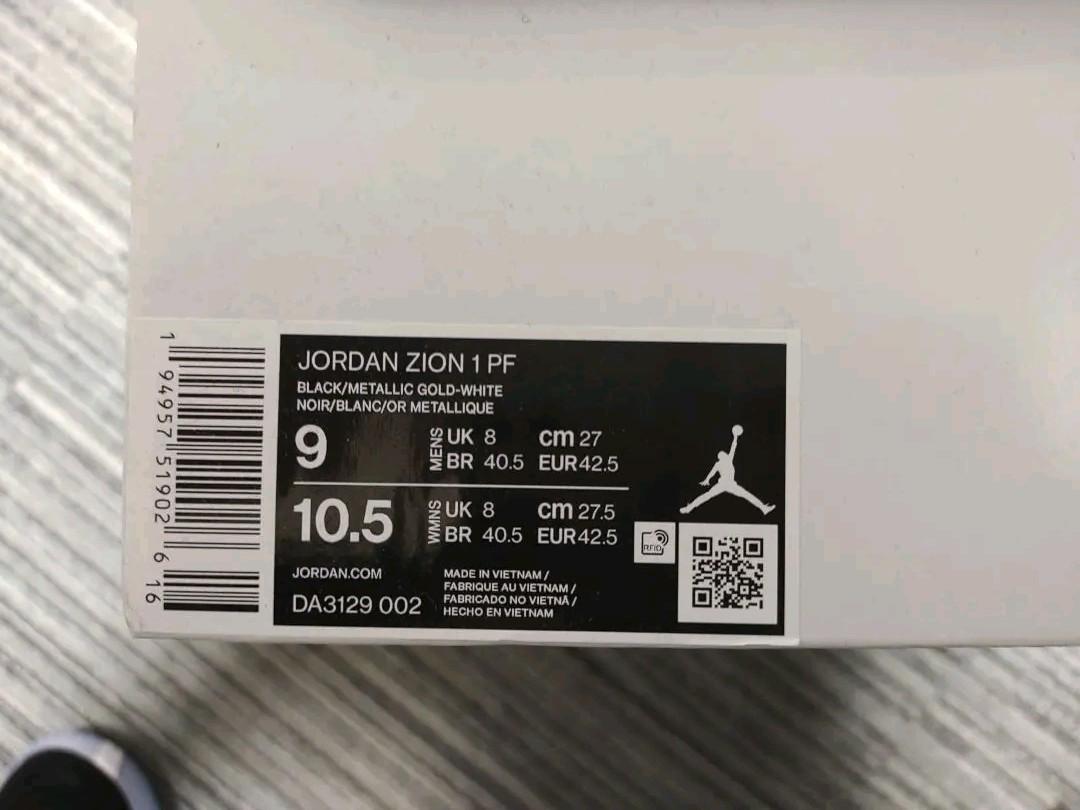 JORDAN ZION 1 PF
BLACK/METALLIC GOLD-WHITE
NOIR/BLANC/OR METALLIQUE
9 MENS UK 8 cm 27
BR 40.5 EUR 42.5
10.5 WMNS UK 8 cm 27.5
BR 40.5 EUR 42.5
RFID
JORDAN.COM
DA3129 002
MADE IN VIETNAM /
FABRIQUE AU VIETNAM /
FABRICADO NO VIETNÃ /
HECHO EN VIETNAM
1 94957 51902 6 16